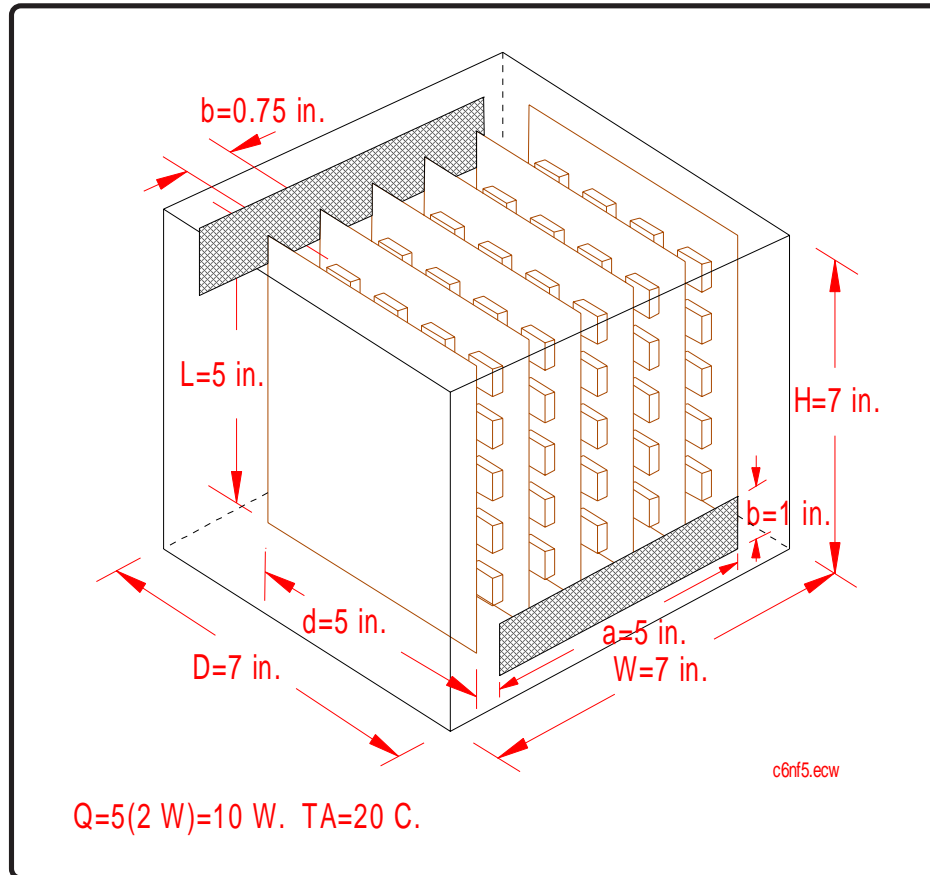 b=0.75 in.
L=5 in.
H=7 in.
b=1 in.
d=5 in.
a=5 in.
D=7 in.
W=7 in.
c6nf5.ecw
Q=5(2 W)=10 W. TA=20 C.